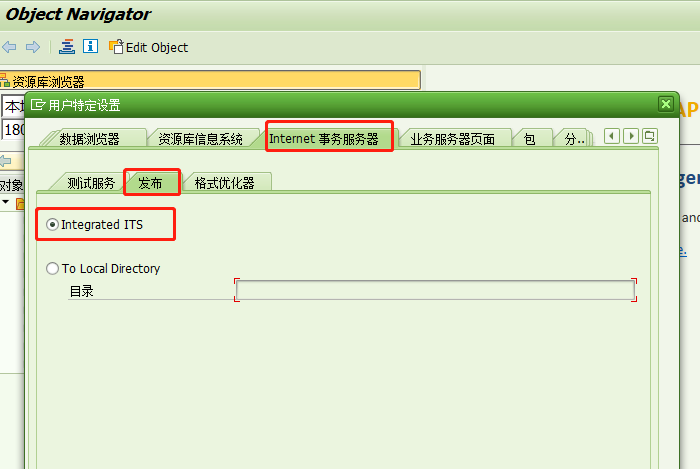 Object Navigator
Edit Object
资源库浏览器
AP
用户特定设置
180
数据浏览器
资源库信息系统
Internet 事务服务器
业务服务器页面
包
分..
ger
对象
测试服务
发布
格式优化器
and
Integrated ITS
e.
To Local Directory
目录